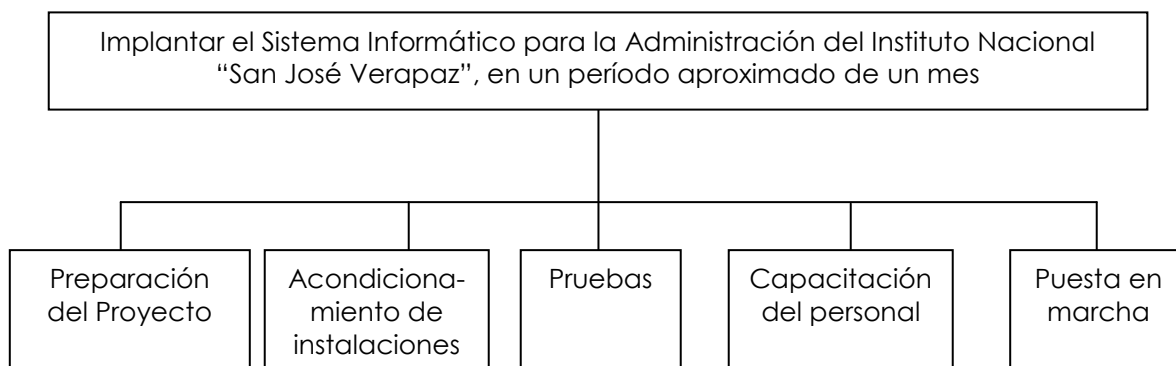 Implantar el Sistema Informático para la Administración del Instituto Nacional
“San José Verapaz”, en un período aproximado de un mes
Preparación
del Proyecto
Acondiciona-
miento de
instalaciones
Pruebas
Capacitación
del personal
Puesta en
marcha